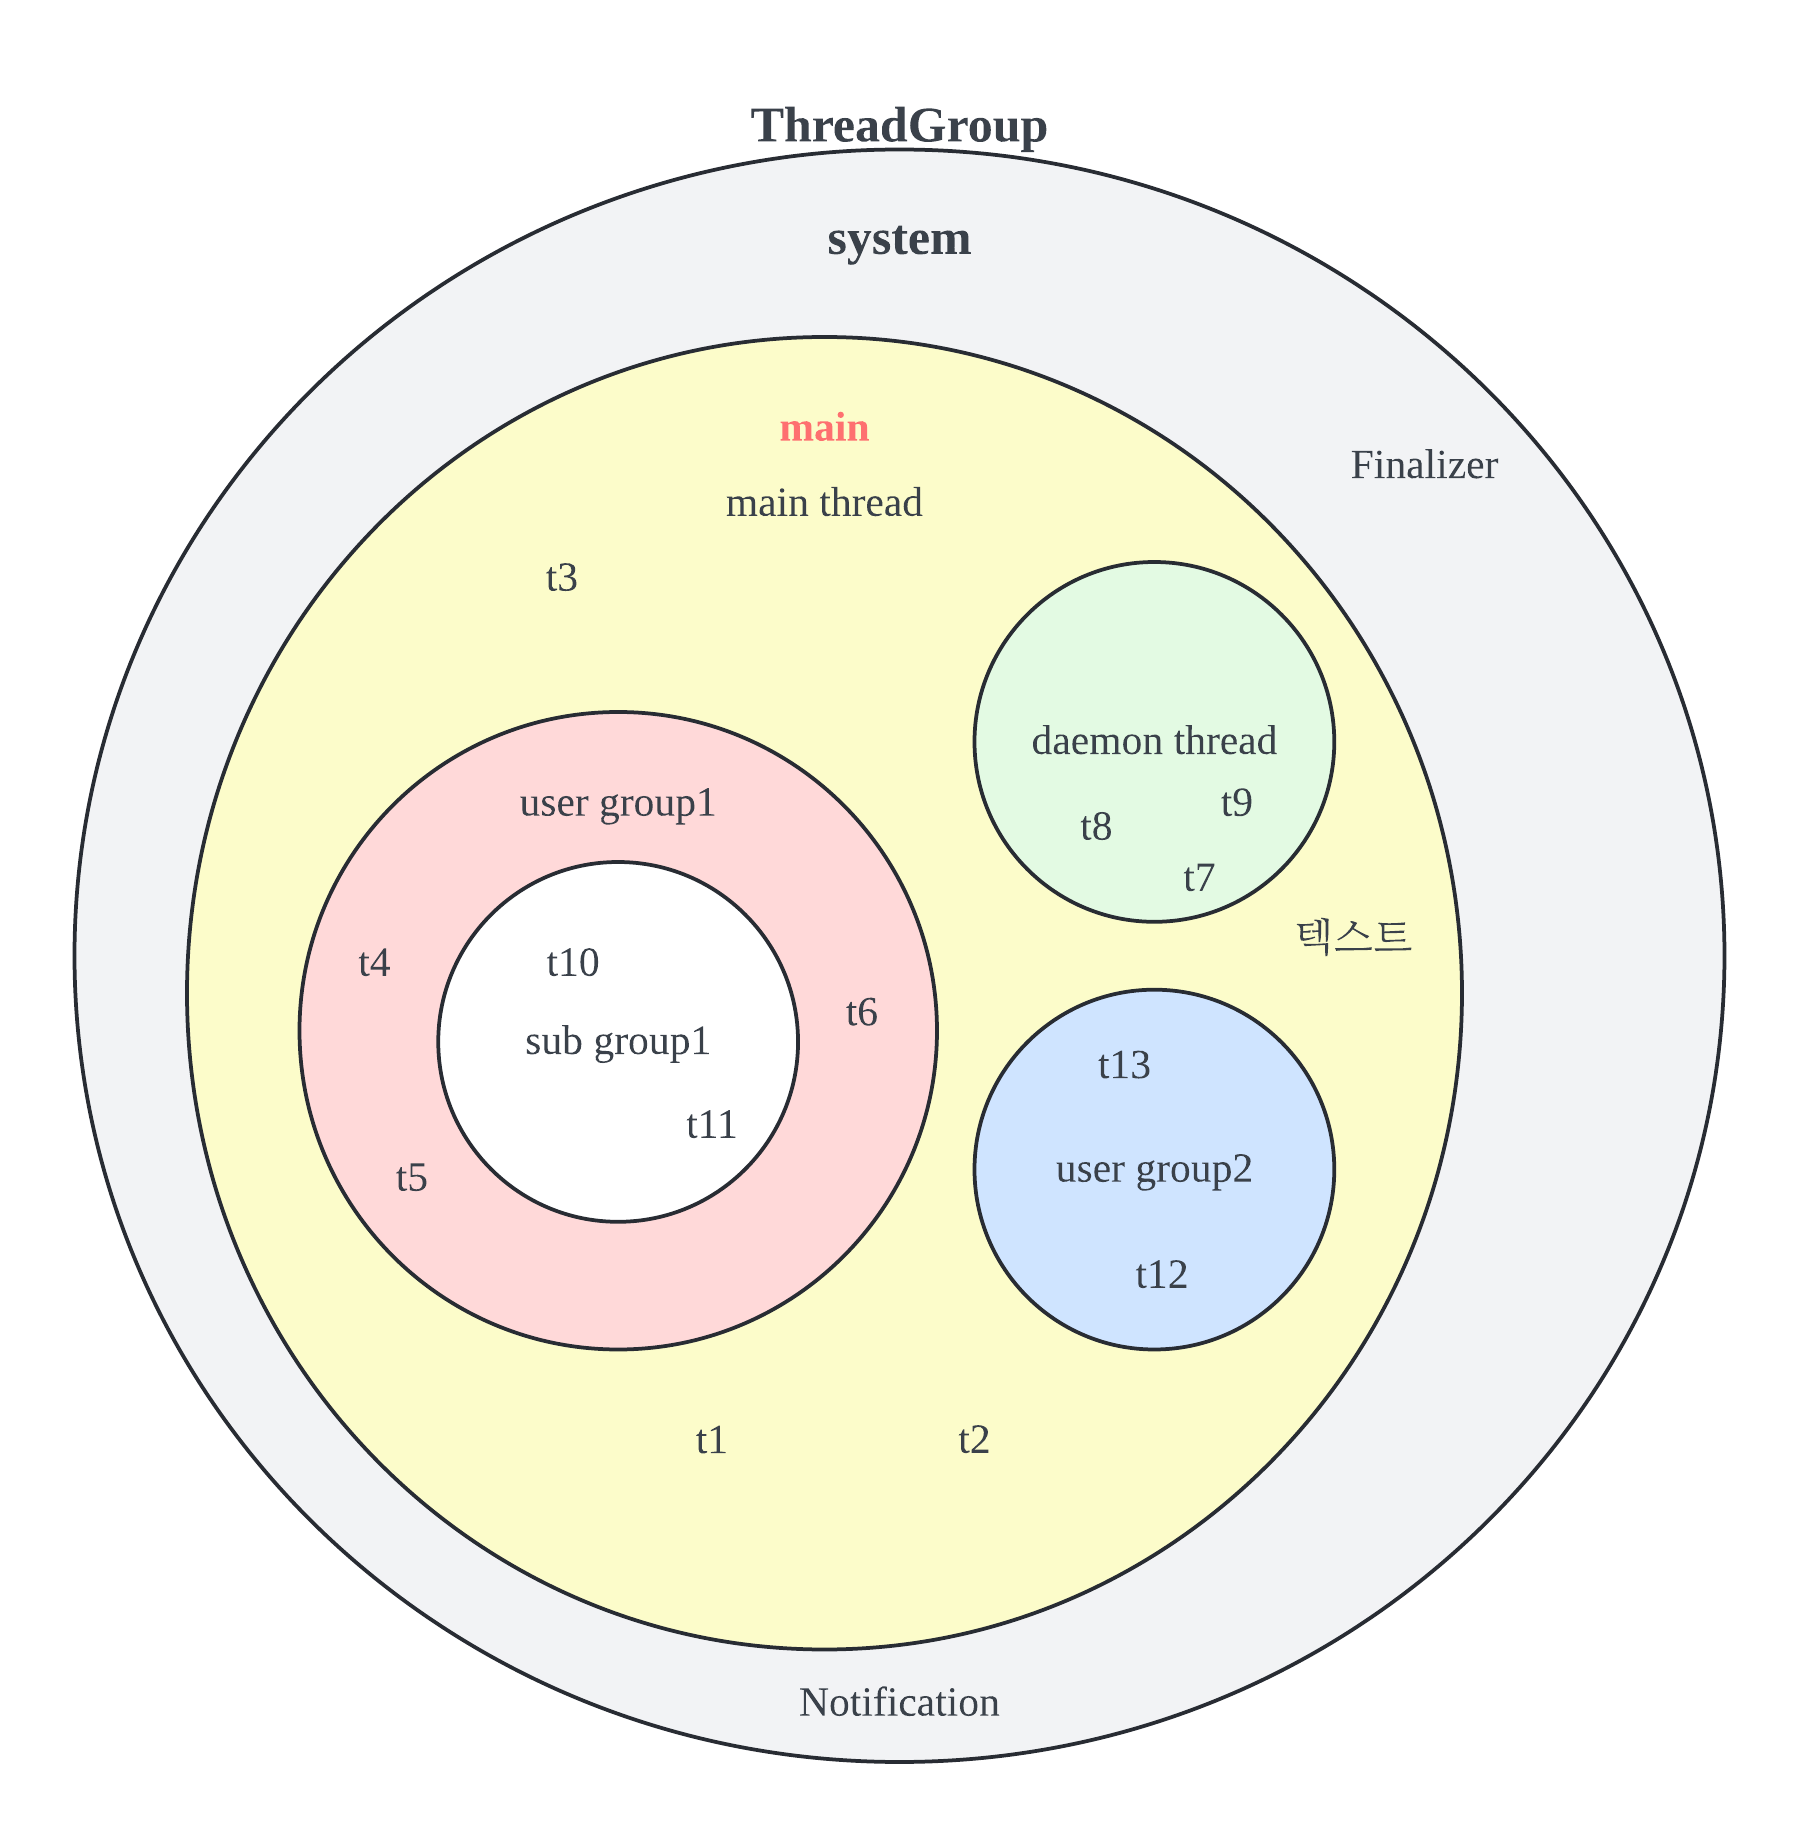 ThreadGroup
system
main
Finalizer
main thread
t3
daemon thread
user group1
t9
t8
t7
텍스트
t4
t10
t6
sub group1
t13
t11
t5
user group2
t12
t1
t2
Notification